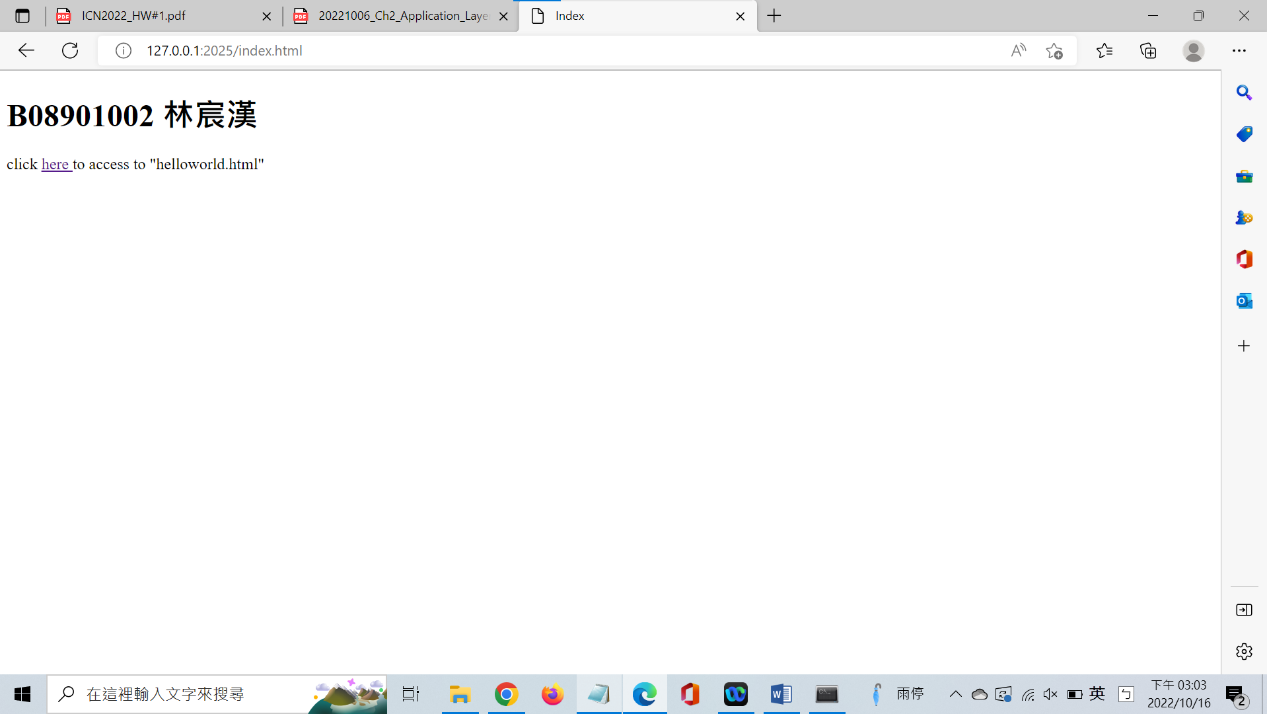 ICN2022_HW#1.pdf
20221006_Ch2_Application_Laye
Index
127.0.0.1:2025/index.html
B08901002 林宸漢
click here to access to "helloworld.html"
在這裡輸入文字來搜尋
雨停
英
下午 03:03
2022/10/16
2